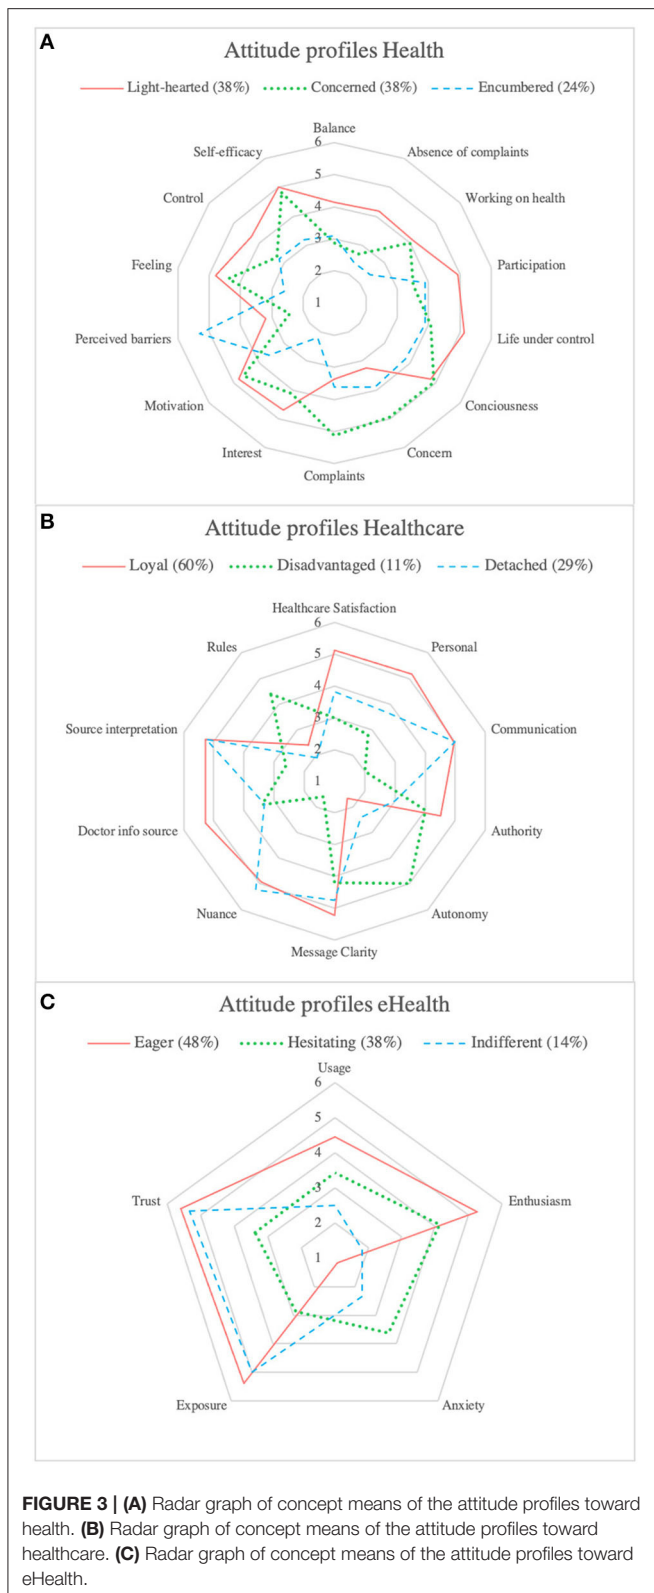 A
Attitude profiles Health
Light-hearted (38%) Concerned (38%) Encumbered (24%)
Balance
6
Self-efficacy
Absence of complaints
5
Control
4
Working on health
3
Feeling
2
Participation
1
Perceived barriers
Life under control
Motivation
Conciousness
Interest
Concern
Complaints
B
Attitude profiles Healthcare
Loyal (60%) Disadvantaged (11%) Detached (29%)
Healthcare Satisfaction
6
Rules
Personal
5
4
Source interpretation
3
Communication
2
1
Doctor info source
Authority
Nuance
Autonomy
Message Clarity
C
Attitude profiles eHealth
Eager (48%) Hesitating (38%) Indifferent (14%)
Usage
6
5
4
Trust
3
Enthusiasm
2
1
Exposure
Anxiety
FIGURE 3 | (A) Radar graph of concept means of the attitude profiles toward
health. (B) Radar graph of concept means of the attitude profiles toward
healthcare. (C) Radar graph of concept means of the attitude profiles toward
eHealth.